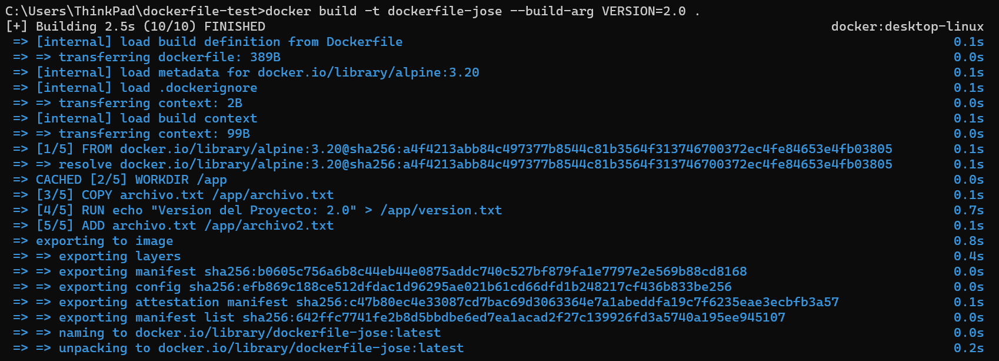 C:\Users\ThinkPad\dockerfile-test>docker build -t dockerfile-jose --build-arg VERSION=2.0 .
[+] Building 2.5s (10/10) FINISHED docker:desktop-linux
=> [internal] load build definition from Dockerfile 0.1s
=> => transferring dockerfile: 389B 0.0s
=> [internal] load metadata for docker.io/library/alpine:3.20 0.1s
=> [internal] load .dockerignore 0.1s
=> => transferring context: 2B 0.0s
=> [internal] load build context 0.1s
=> => transferring context: 99B 0.0s
=> [1/5] FROM docker.io/library/alpine:3.20@sha256:a4f4213abb84c497377b8544c81b3564f313746700372ec4fe84653e4fb03805 0.1s
=> => resolve docker.io/library/alpine:3.20@sha256:a4f4213abb84c497377b8544c81b3564f313746700372ec4fe84653e4fb03805 0.1s
=> CACHED [2/5] WORKDIR /app 0.0s
=> [3/5] COPY archivo.txt /app/archivo.txt 0.1s
=> [4/5] RUN echo "Version del Proyecto: 2.0" > /app/version.txt 0.7s
=> [5/5] ADD archivo.txt /app/archivo2.txt 0.1s
=> exporting to image 0.8s
=> => exporting layers 0.4s
=> => exporting manifest sha256:b0605c756a6b8c44eb44e0875addc740c527bf879fa1e7797e2e569b88cd8168 0.0s
=> => exporting config sha256:efb869c188ce512dfdac1d96295ae021b61cd66dfd1b248217cf436b833be256 0.0s
=> => exporting attestation manifest sha256:c47b80ec4e33087cd7bac69d3063364e7a1abeddfa19c7f6235eae3ecbfb3a57 0.1s
=> => exporting manifest list sha256:642ffc7741fe2b8d5bbdbe6ed7ea1acad2f27c139926fd3a5740a195ee945107 0.0s
=> => naming to docker.io/library/dockerfile-jose:latest 0.0s
=> => unpacking to docker.io/library/dockerfile-jose:latest 0.2s